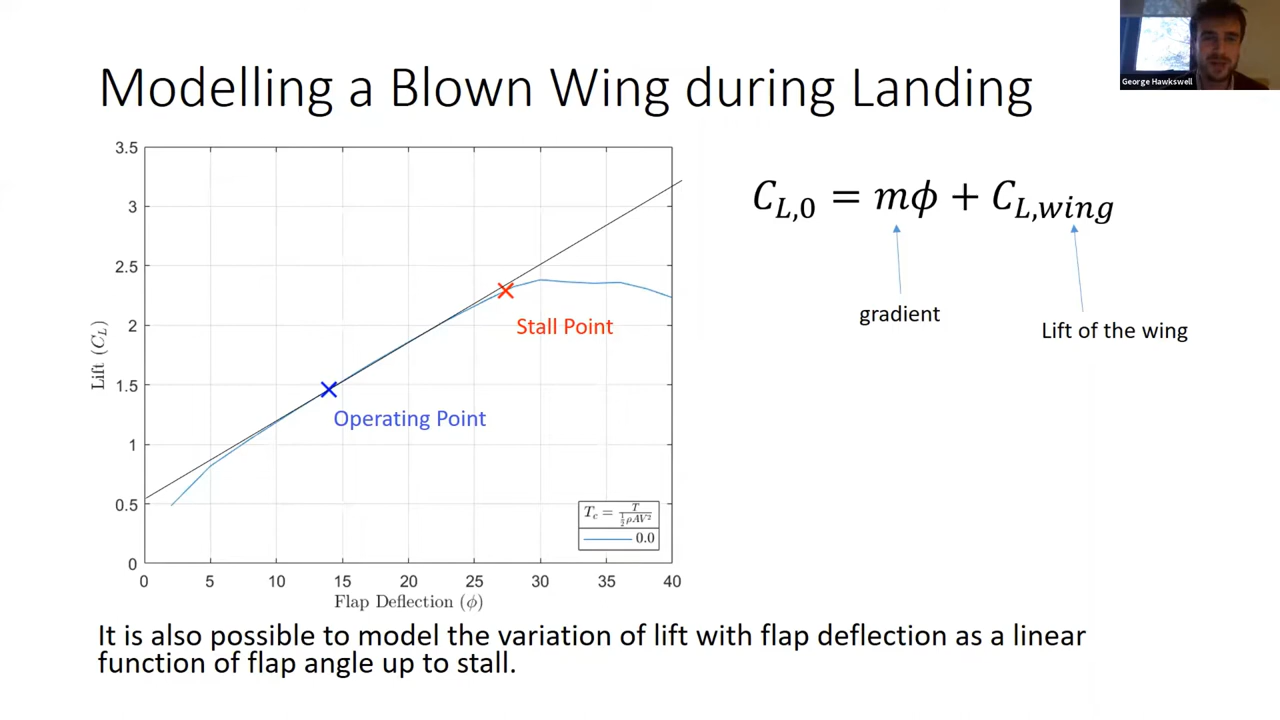 George Hawkswell
Modelling a Blown Wing during Landing
3.5
3
2.5
2
1.5
1
0.5
0
Lift (C_L)
0 5 10 15 20 25 30 35 40
Flap Deflection (ϕ)
Stall Point
Operating Point
T_c = T / ½ρAV²
0.0
C_{L,0} = mϕ + C_{L,wing}
gradient
Lift of the wing
It is also possible to model the variation of lift with flap deflection as a linear
function of flap angle up to stall.